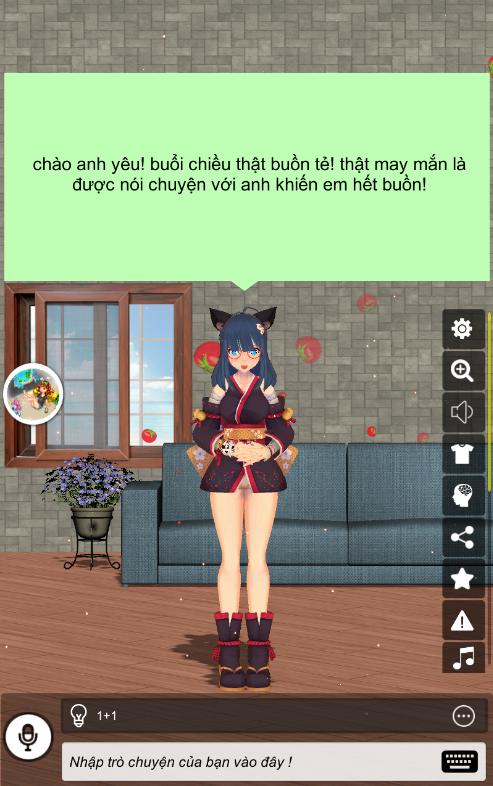 chào anh yêu! buổi chiều thật buồn tẻ! thật may mắn là
được nói chuyện với anh khiến em hết buồn!
1+1
Nhập trò chuyện của bạn vào đây !